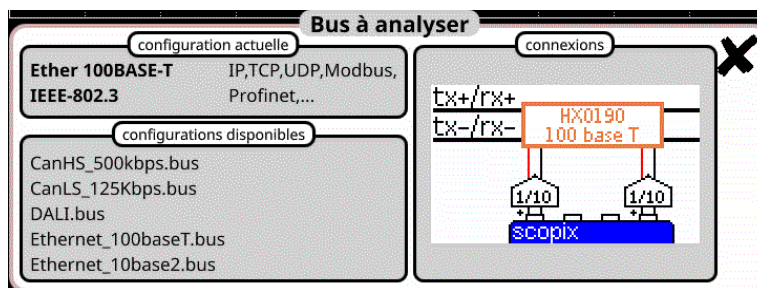 Bus à analyser
configuration actuelle
Ether 100BASE-T IP,TCP,UDP,Modbus,
IEEE-802.3 Profinet,...
configurations disponibles
CanHS_500kbps.bus
CanLS_125Kbps.bus
DALI.bus
Ethernet_100baseT.bus
Ethernet_10base2.bus
connexions
tx+/rx+
tx-/rx-
HX0190
100 base T
1/10 1/10
+ +
scopix